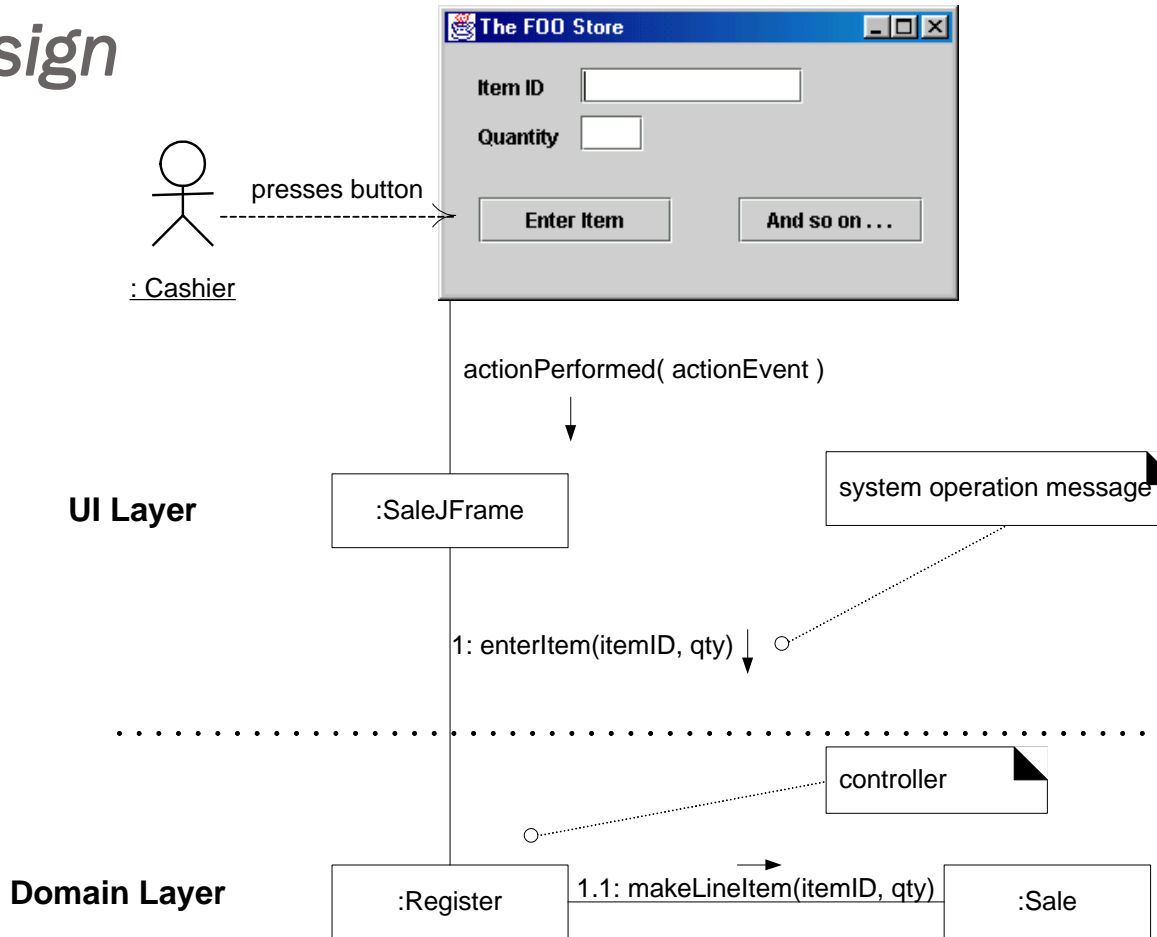 sign
The FOO Store
Item ID
Quantity
presses button
Enter Item
And so on . . .
: Cashier
actionPerformed( actionEvent )
UI Layer
:SaleJFrame
system operation message
1: enterItem(itemID, qty)
controller
Domain Layer
:Register
1.1: makeLineItem(itemID, qty)
:Sale